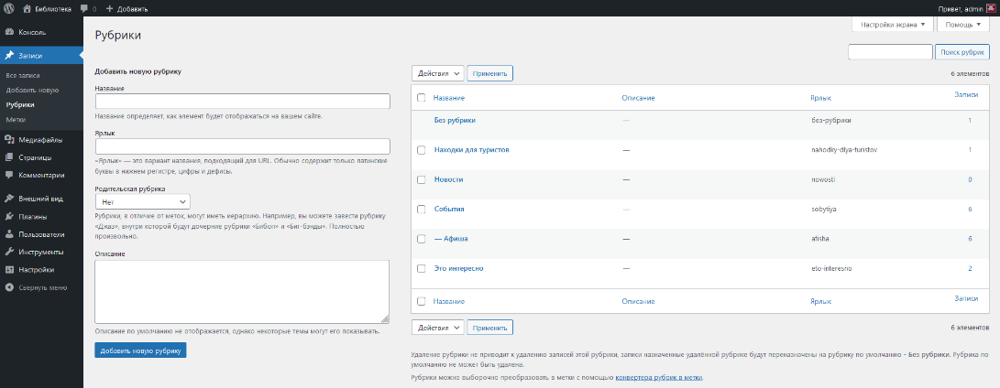 Библиотека 0 Добавить Привет, admin
Консоль
Записи
Все записи
Добавить новую
Рубрики
Метки
Медиафайлы
Страницы
Комментарии
Внешний вид
Плагины
Пользователи
Инструменты
Настройки
Свернуть меню
Настройки экрана Помощь
Рубрики
Поиск рубрик
Добавить новую рубрику
Название
Название определяет, как элемент будет отображаться на вашем сайте.
Ярлык
«Ярлык» — это вариант названия, подходящий для URL. Обычно содержит только латинские
буквы в нижнем регистре, цифры и дефисы.
Родительская рубрика
Нет
Рубрики, в отличие от меток, могут иметь иерархию. Например, вы можете завести рубрику
«Джаз», внутри которой будут дочерние рубрики «Бибоп» и «Биг-бэнды». Полностью
произвольно.
Описание
Описание по умолчанию не отображается, однако некоторые темы могут его показывать.
Добавить новую рубрику
Действия Применить 6 элементов
Название Описание Ярлык Записи
Без рубрики — без-рубрики 1
Находки для туристов — nahodky-dlya-turistov 1
Новости — nowosti 0
События — sobytiya 6
— Афиша — afisha 6
Это интересно — eto-interesno 2
Название Описание Ярлык Записи
Действия Применить 6 элементов
Удаление рубрики не приводит к удалению записей этой рубрики, записи назначенные удалённой рубрике будут переназначены на рубрику по умолчанию - Без рубрики. Рубрика по
умолчанию не может быть удалена.
Рубрики можно выборочно преобразовать в метки с помощью конвертера рубрик в метки.